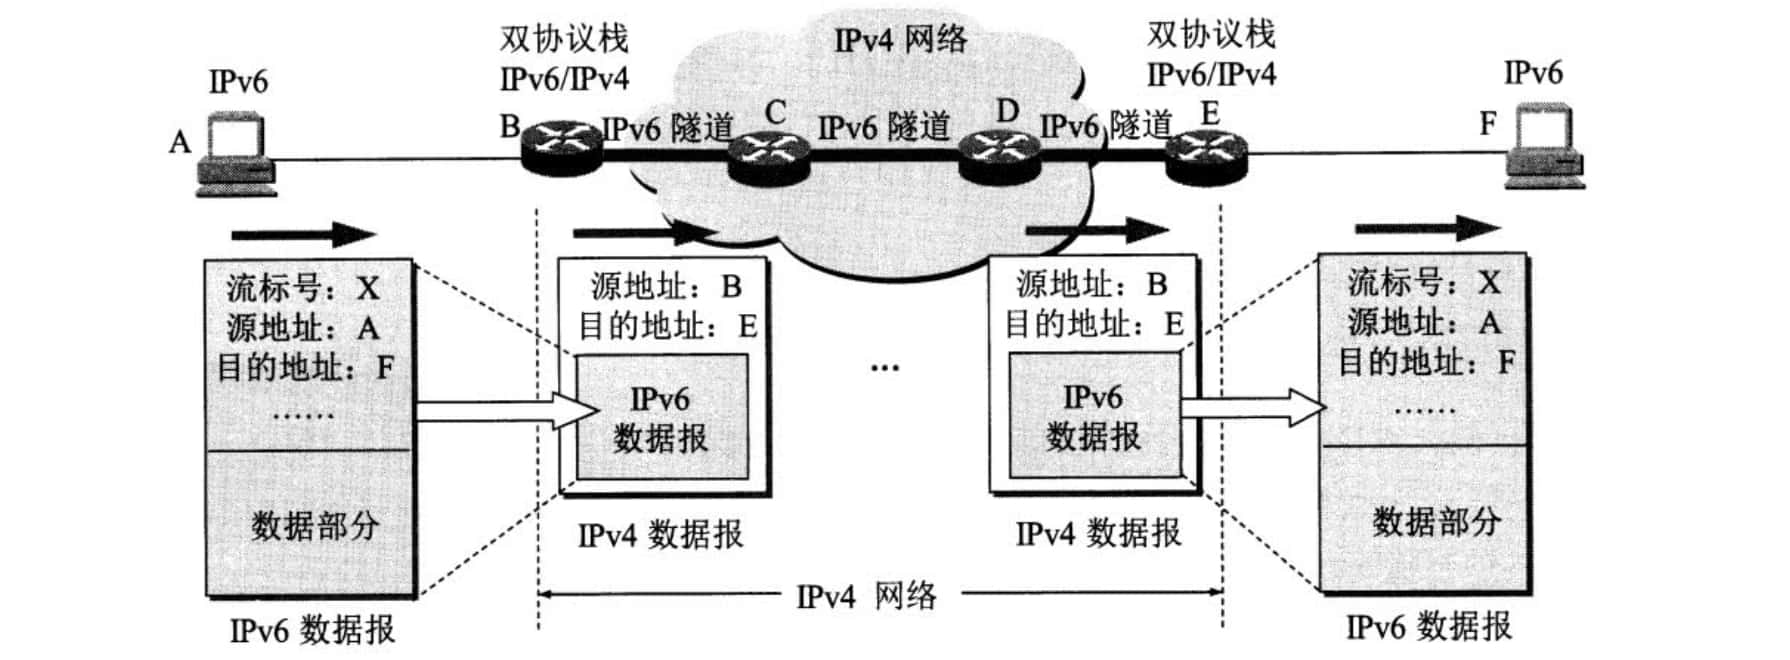 IPv4 网络
双协议栈
IPv6/IPv4
双协议栈
IPv6/IPv4
IPv6
IPv6
A
B
IPv6 隧道
C
IPv6 隧道
D
IPv6 隧道
E
F
流标号：X
源地址：A
目的地址：F
……
数据部分
IPv6 数据报
源地址：B
目的地址：E
IPv6
数据报
IPv4 数据报
…
源地址：B
目的地址：E
IPv6
数据报
IPv4 数据报
流标号：X
源地址：A
目的地址：F
……
数据部分
IPv6 数据报
IPv4 网络